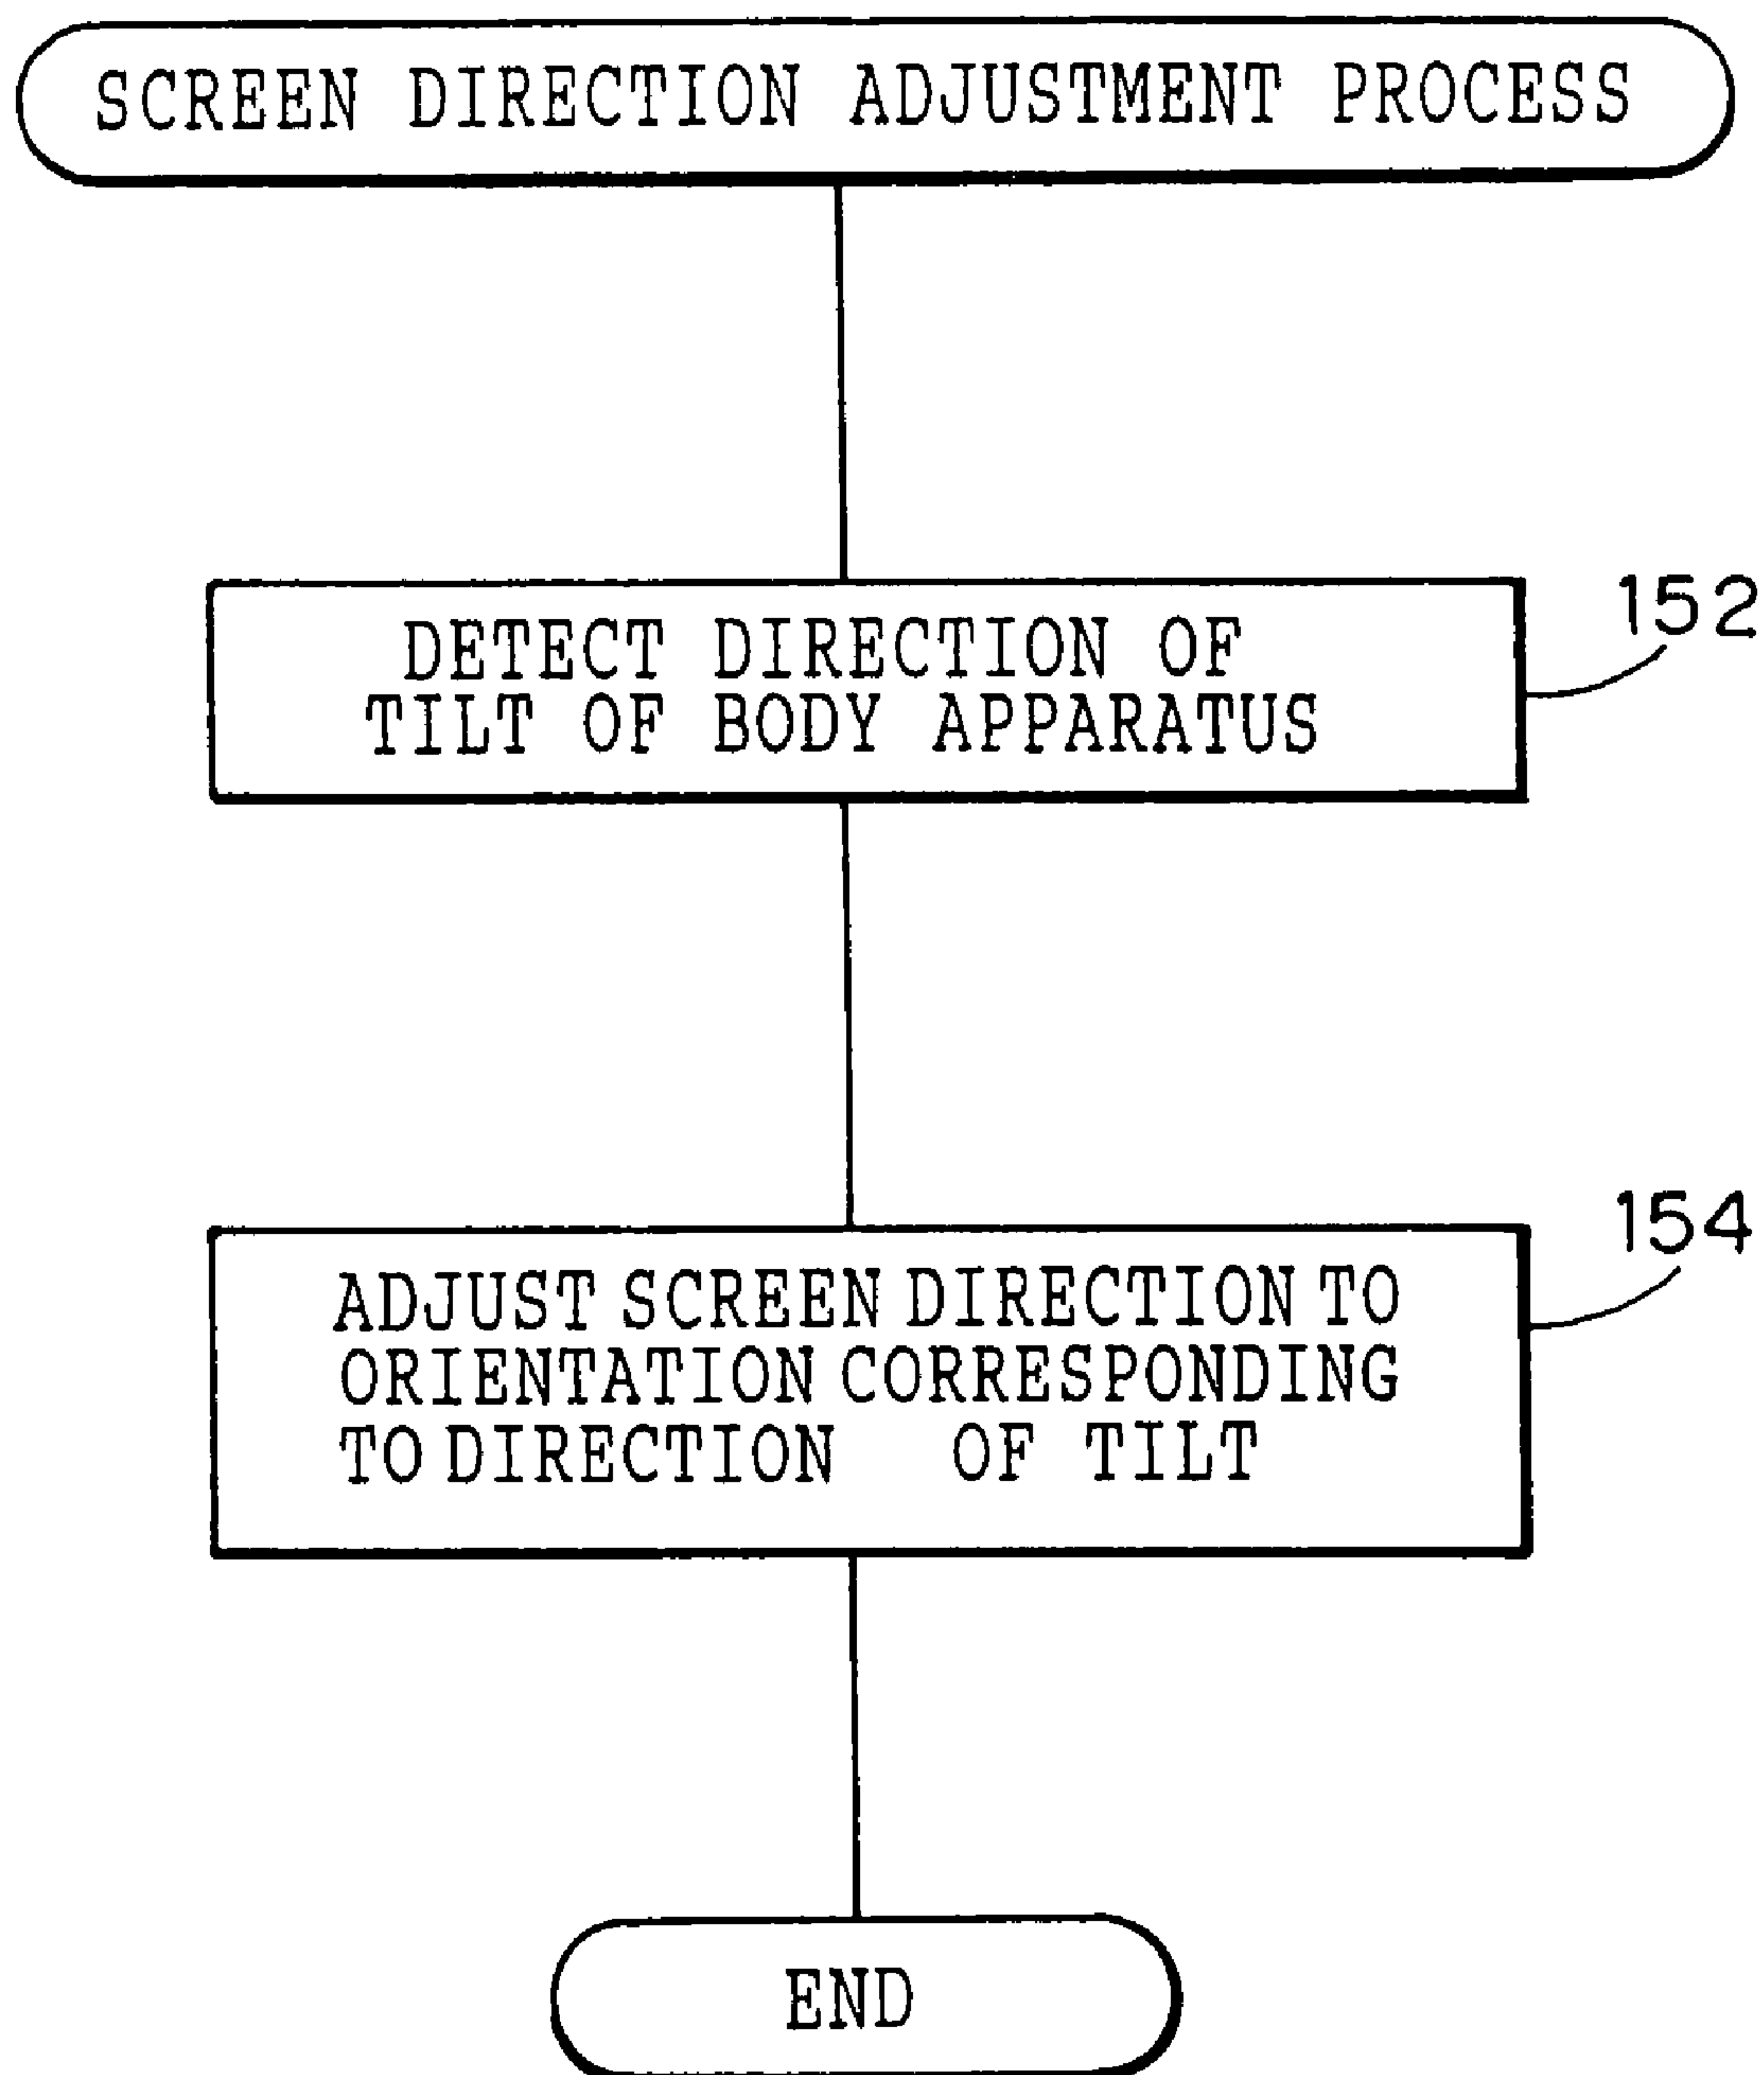 SCREEN DIRECTION ADJUSTMENT PROCESS
152
DETECT DIRECTION OF
TILT OF BODY APPARATUS
154
ADJUST SCREEN DIRECTION TO
ORIENTATION CORRESPONDING
TO DIRECTION OF TILT
END